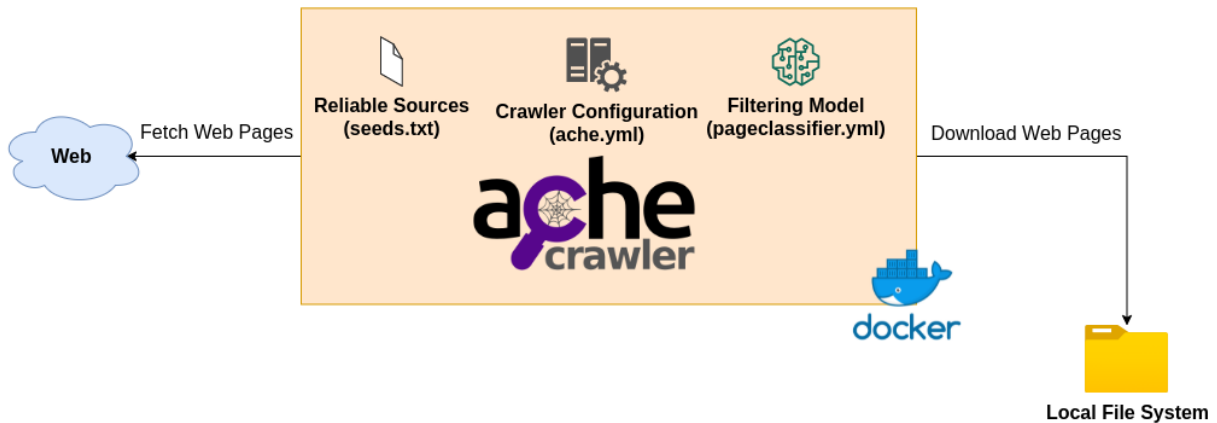 Reliable Sources
(seeds.txt)
Crawler Configuration
(ache.yml)
Filtering Model
(pageclassifier.yml)
Fetch Web Pages
Web
Download Web Pages
ache
crawler
docker
Local File System